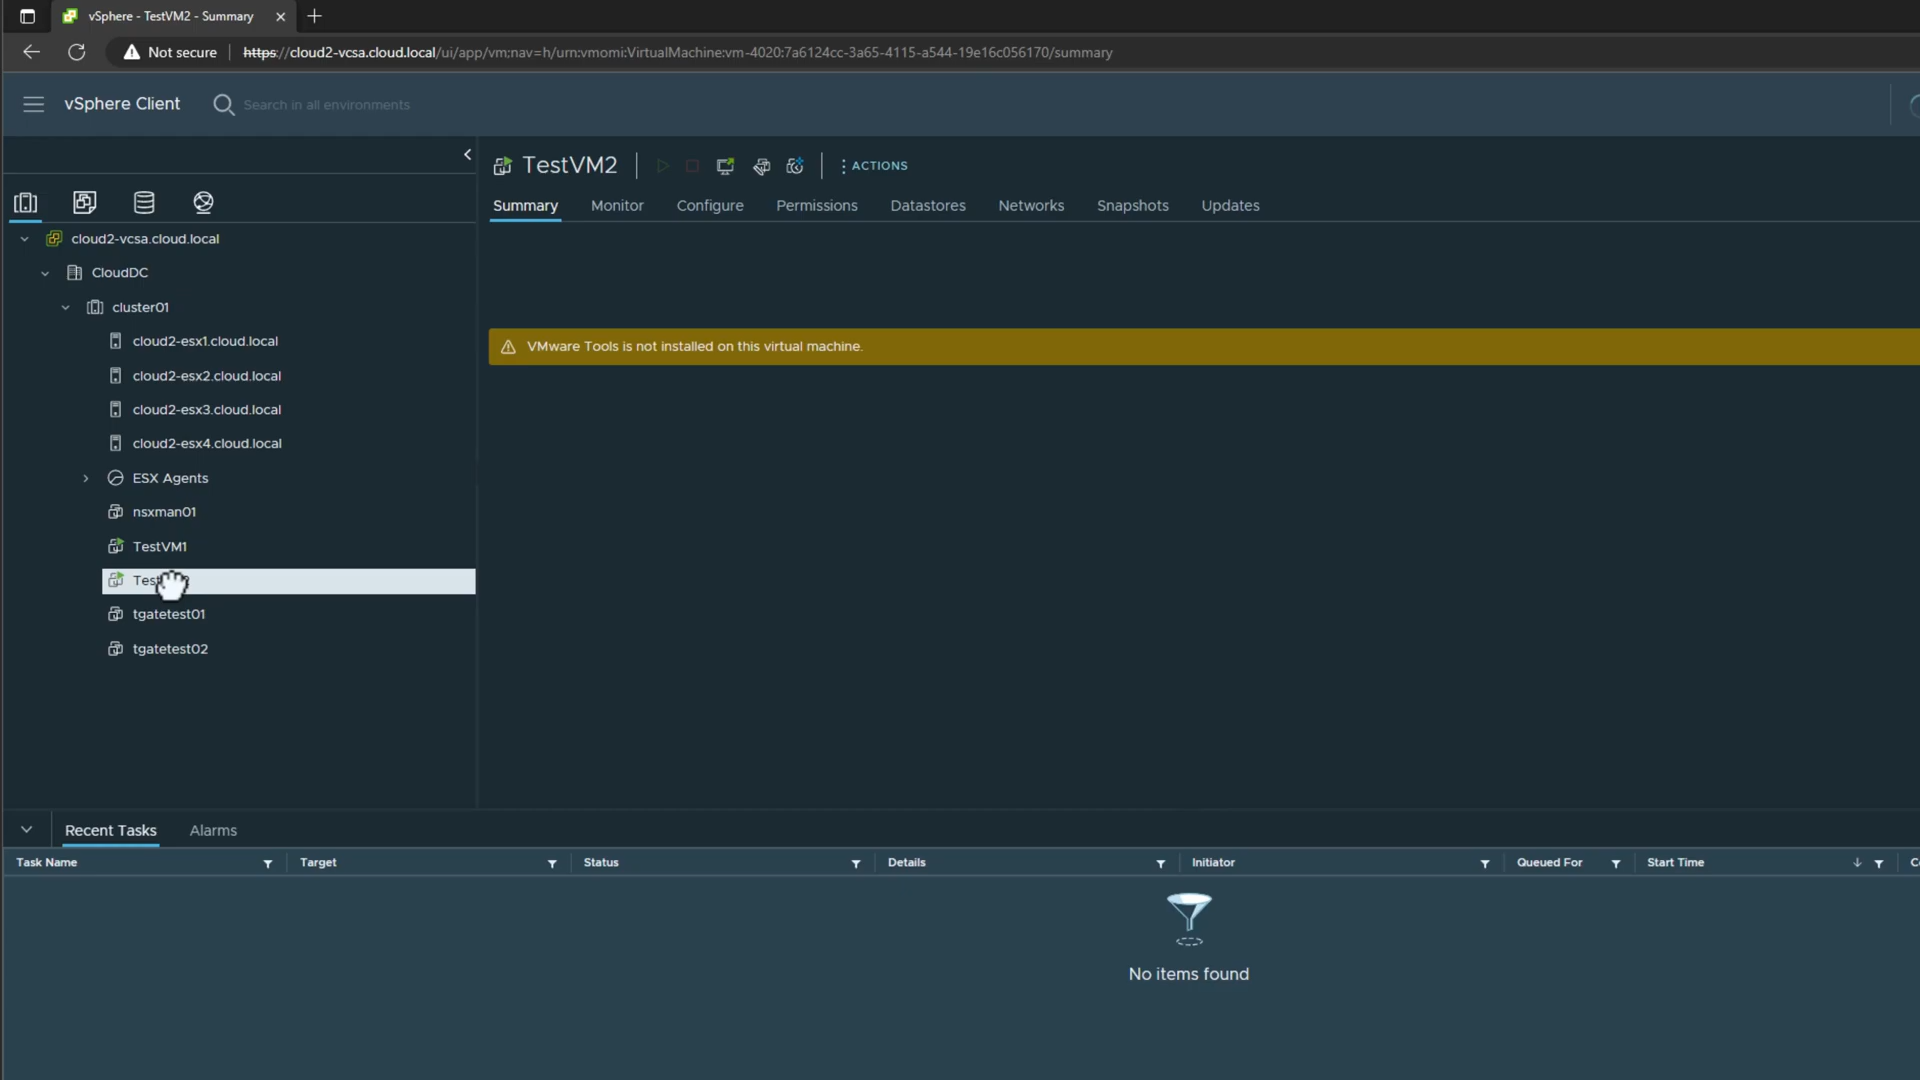 vSphere - TestVM2 - Summary
Not secure
https://cloud2-vcsa.cloud.local/ui/app/vm;nav=h/urn:vmomi:VirtualMachine:vm-4020:7a6124cc-3a65-4115-a544-19e16c056170/summary
vSphere Client
Search in all environments
TestVM2
ACTIONS
Summary Monitor Configure Permissions Datastores Networks Snapshots Updates
cloud2-vcsa.cloud.local
CloudDC
cluster01
cloud2-esx1.cloud.local
VMware Tools is not installed on this virtual machine.
cloud2-esx2.cloud.local
cloud2-esx3.cloud.local
cloud2-esx4.cloud.local
ESX Agents
nsxman01
TestVM1
tgatetest01
tgatetest02
Recent Tasks Alarms
Task Name Target Status Details Initiator Queued For Start Time
No items found